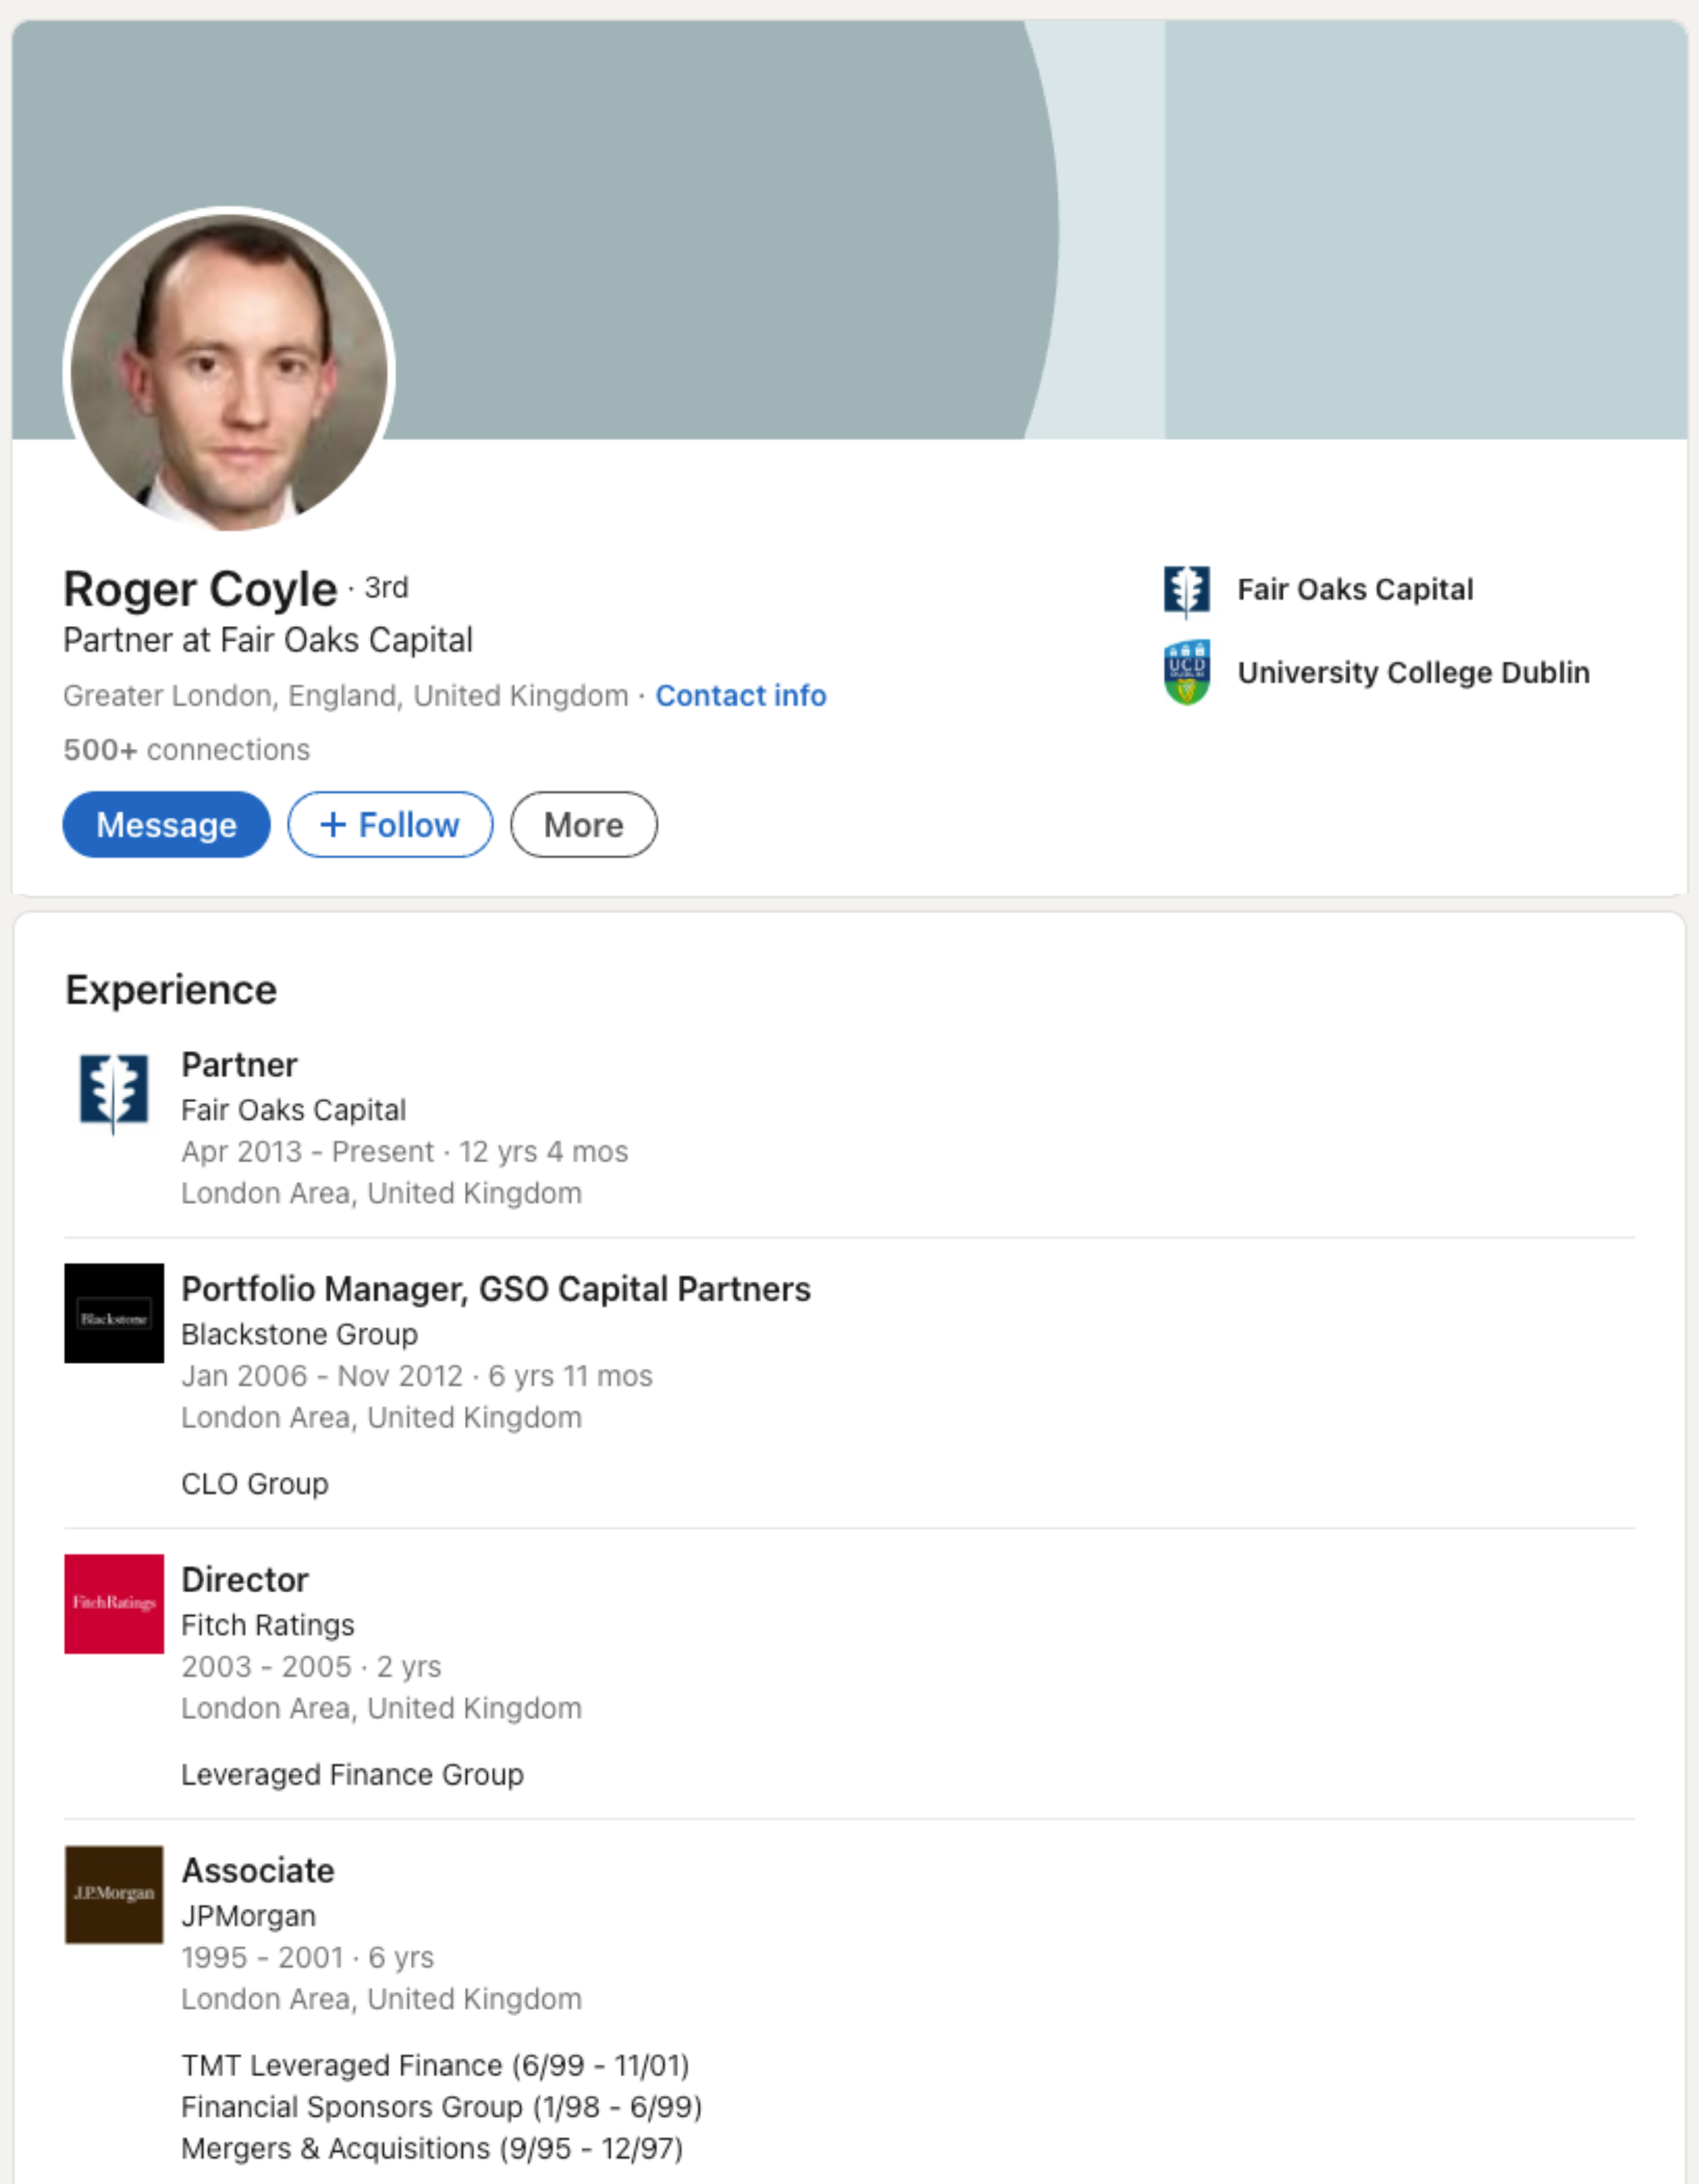 Roger Coyle · 3rd
Partner at Fair Oaks Capital
Greater London, England, United Kingdom · Contact info
500+ connections
Message
+ Follow
More
Fair Oaks Capital
UCD
DUBLIN
University College Dublin
Experience
Partner
Fair Oaks Capital
Apr 2013 - Present · 12 yrs 4 mos
London Area, United Kingdom
Blackstone
Portfolio Manager, GSO Capital Partners
Blackstone Group
Jan 2006 - Nov 2012 · 6 yrs 11 mos
London Area, United Kingdom
CLO Group
FitchRatings
Director
Fitch Ratings
2003 - 2005 · 2 yrs
London Area, United Kingdom
Leveraged Finance Group
J.P.Morgan
Associate
JPMorgan
1995 - 2001 · 6 yrs
London Area, United Kingdom
TMT Leveraged Finance (6/99 - 11/01)
Financial Sponsors Group (1/98 - 6/99)
Mergers & Acquisitions (9/95 - 12/97)